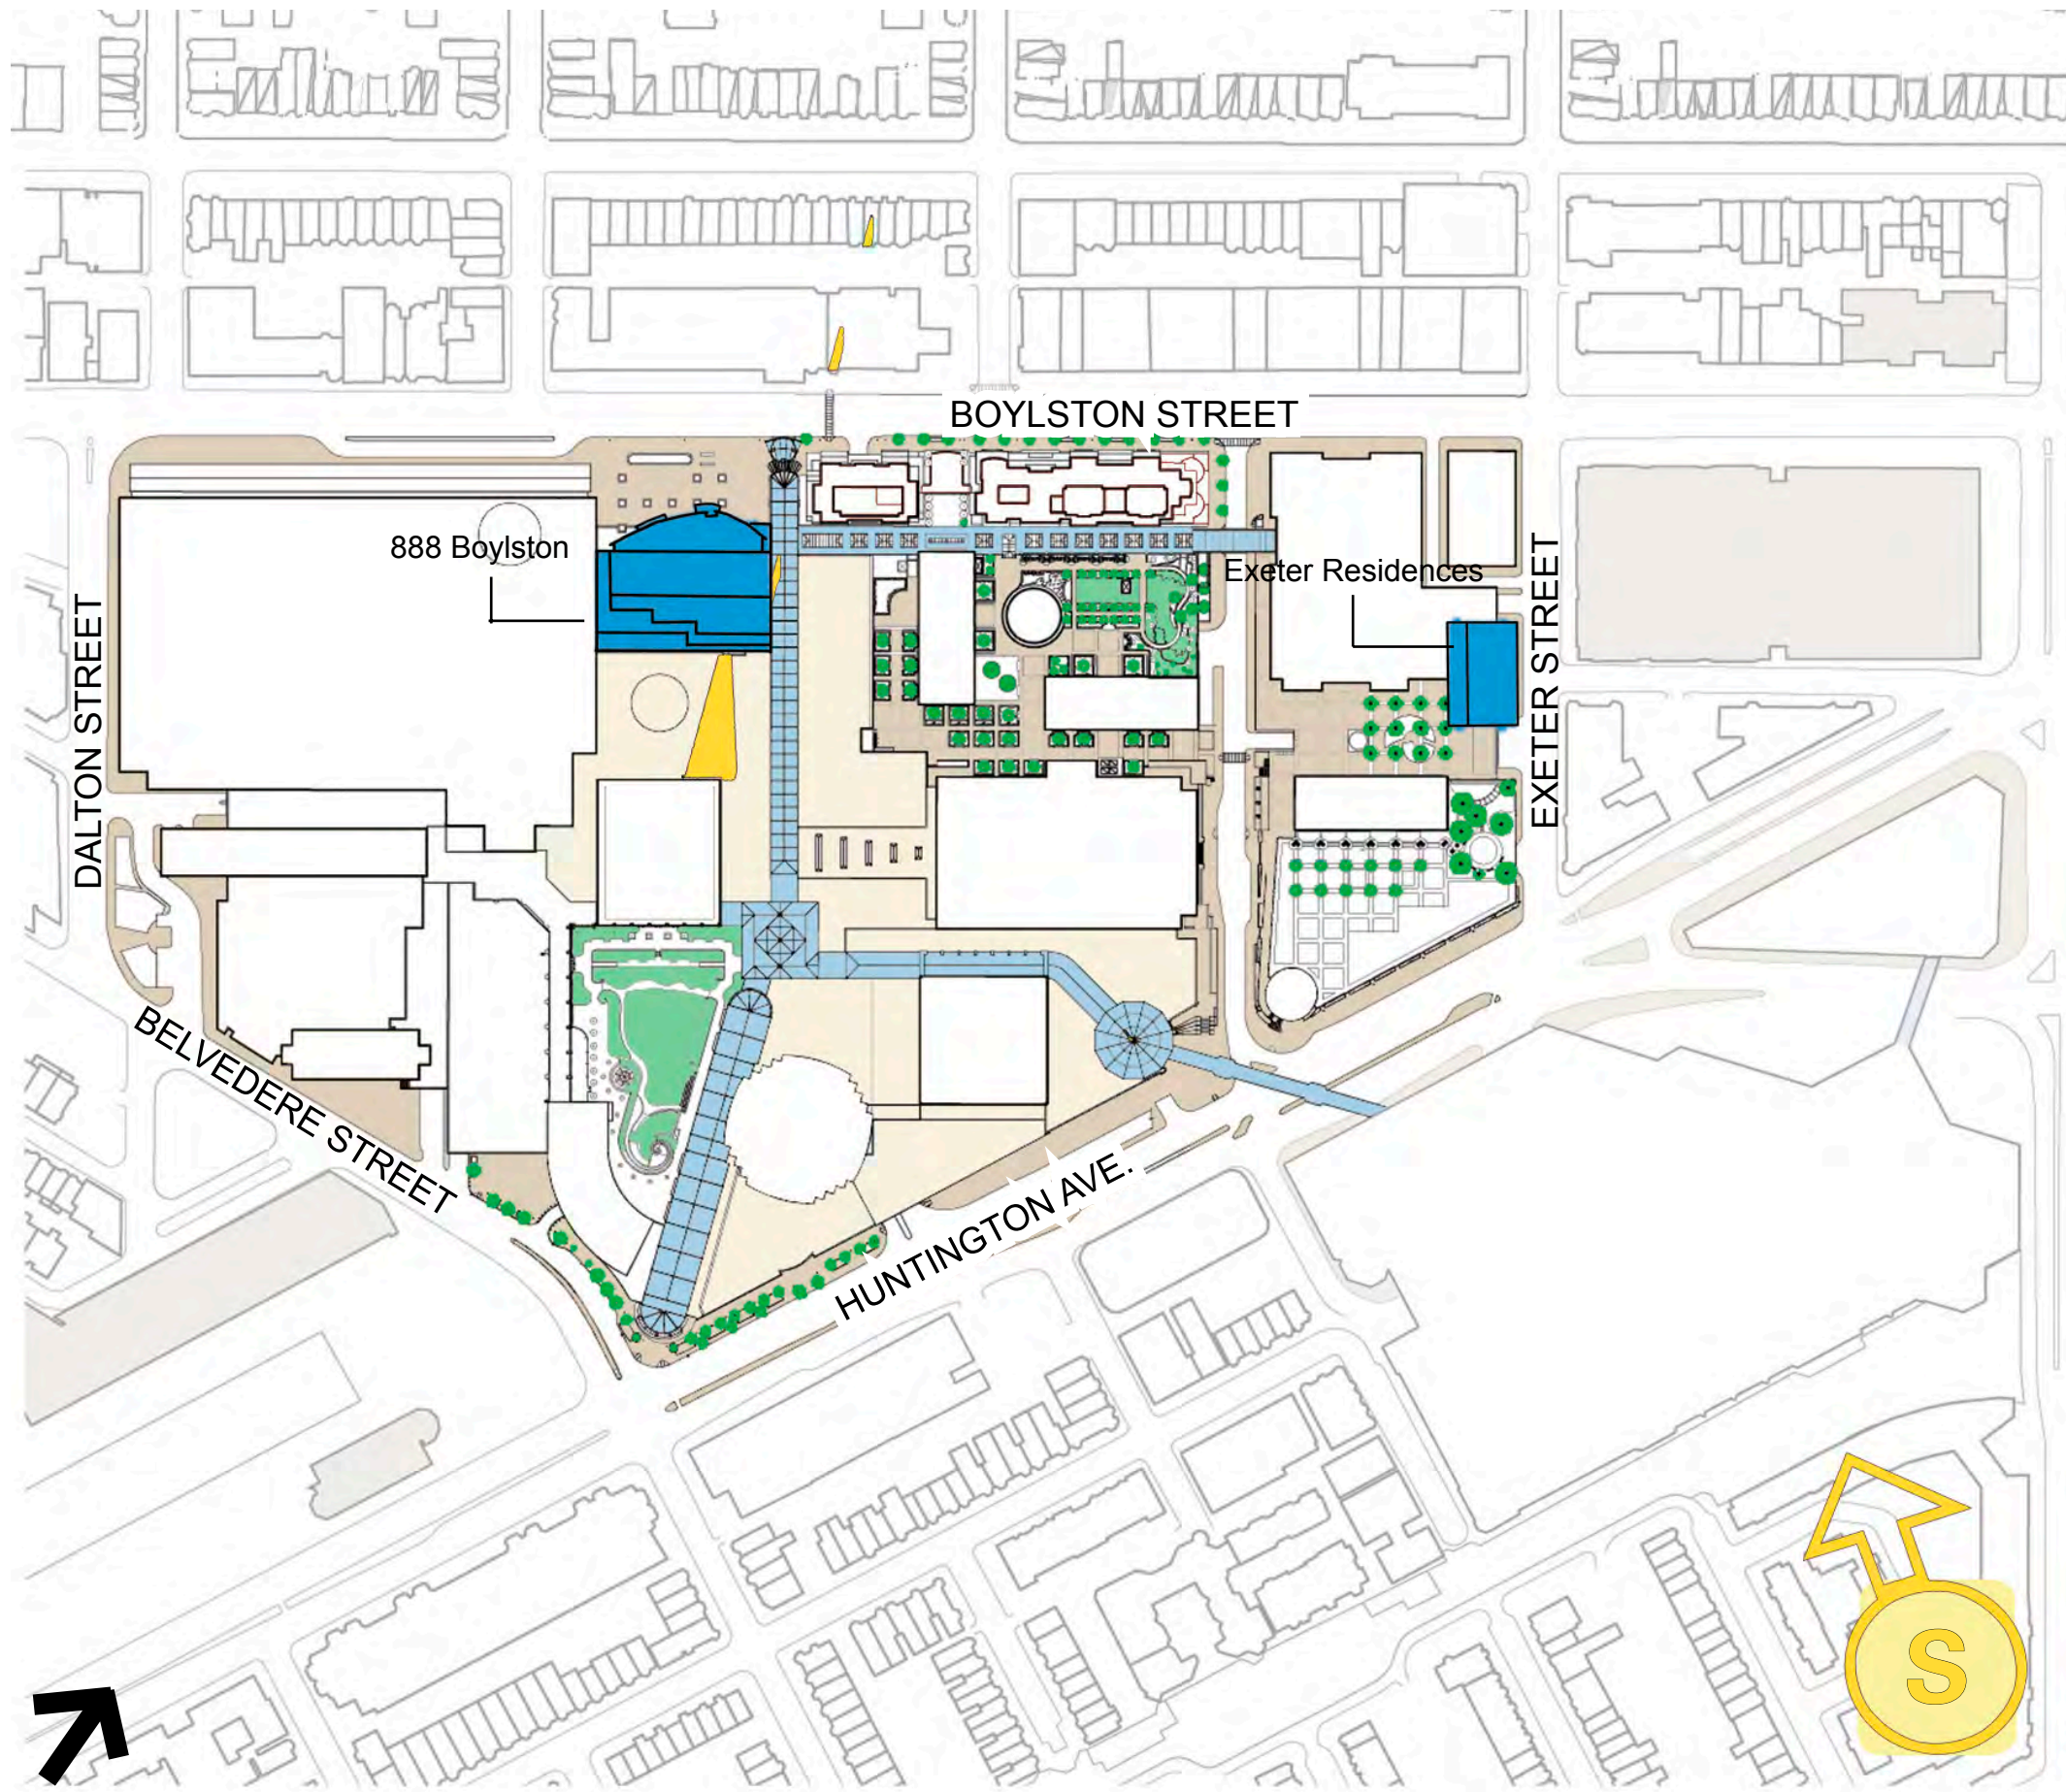 BOYLSTON STREET
888 Boylston
Exeter Residences
DALTON STREET
EXETER STREET
BELVEDERE STREET
HUNTINGTON AVE.
S